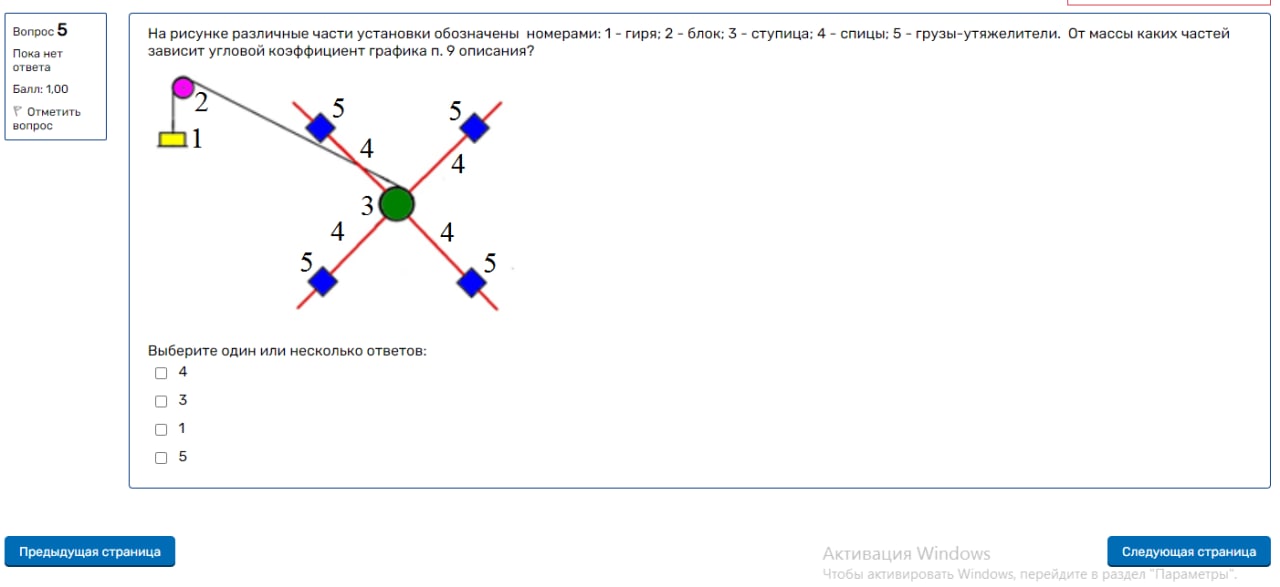 Вопрос 5
Пока нет
ответа
Балл: 1,00
Отметить
вопрос
На рисунке различные части установки обозначены номерами: 1 - гиря; 2 - блок; 3 - ступица; 4 - спицы; 5 - грузы-утяжелители. От массы каких частей
зависит угловой коэффициент графика п. 9 описания?
2
1
5
5
4
4
3
4
4
5
5
Выберите один или несколько ответов:
4
3
1
5
Предыдущая страница
Активация Windows
Чтобы активировать Windows, перейдите в раздел "Параметры".
Следующая страница